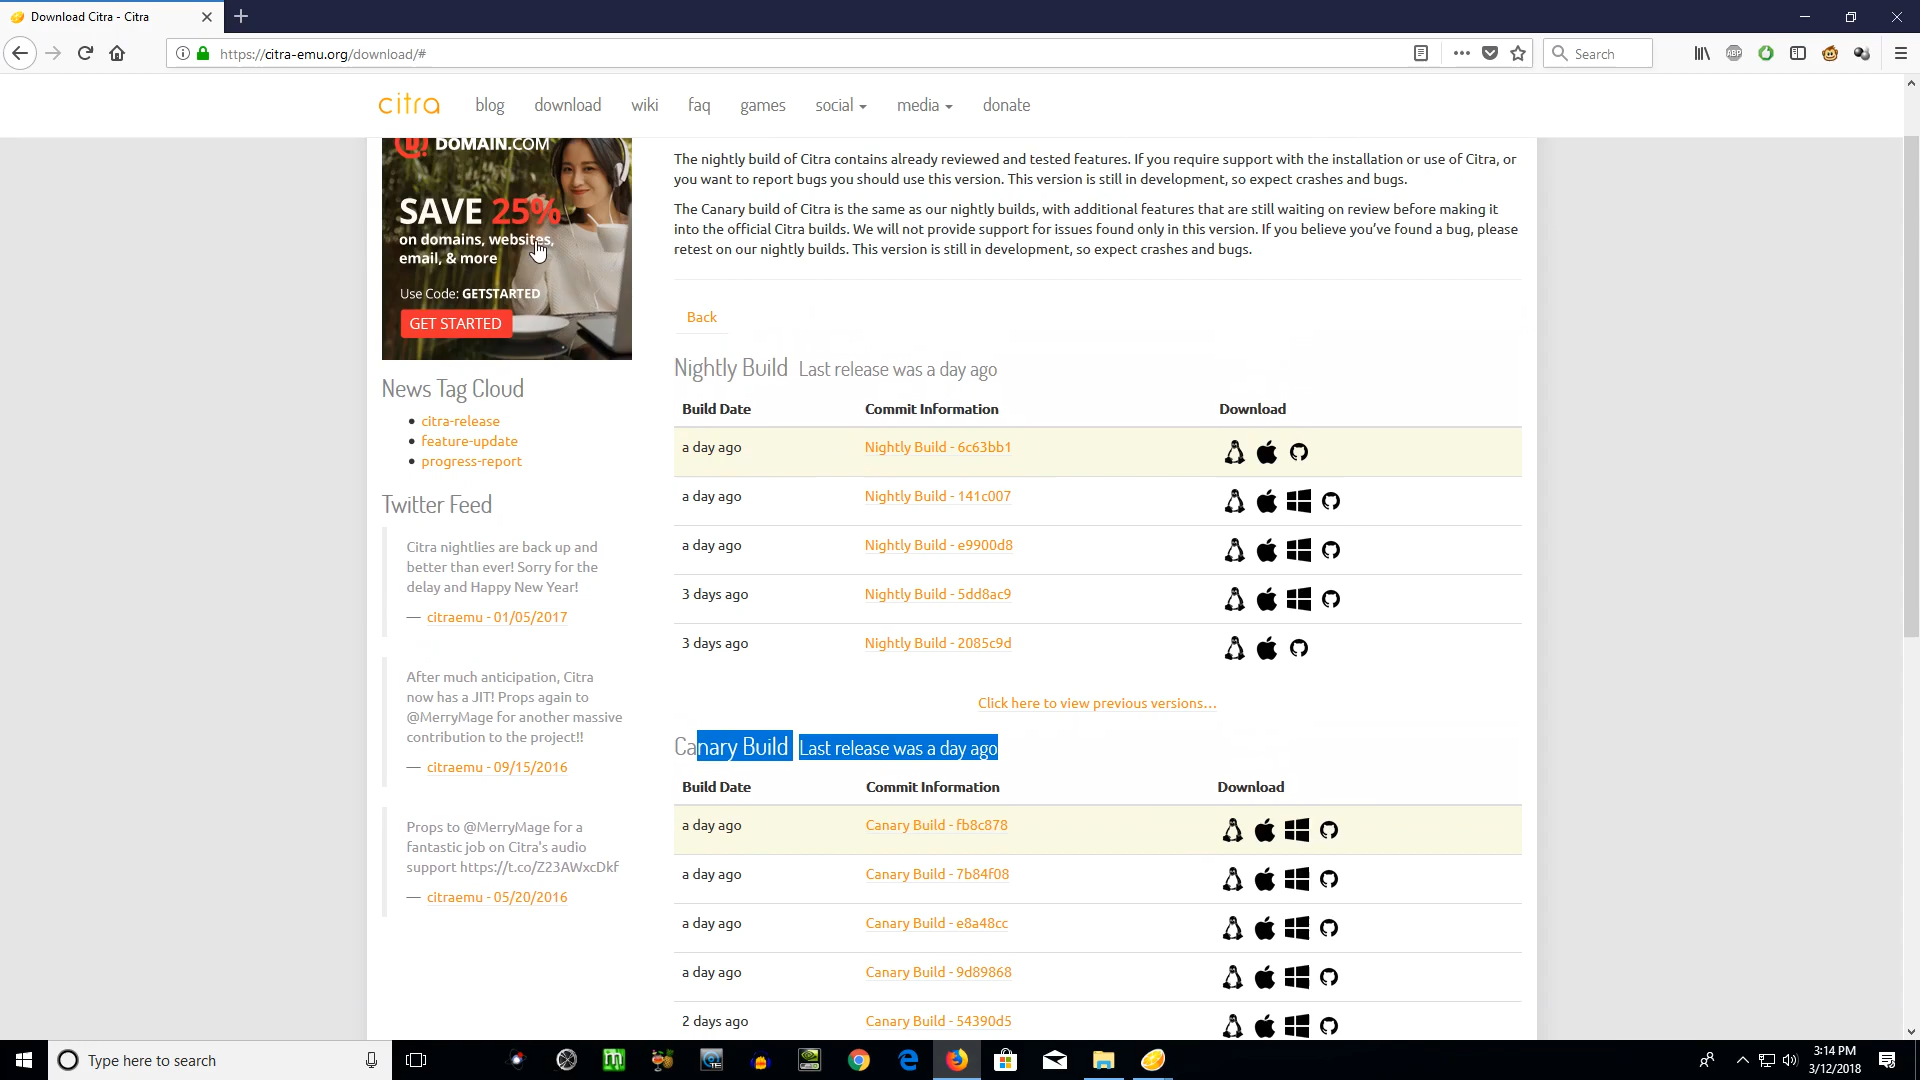 Download Citra - Citra
https://citra-emu.org/download/#
Search
ABP
citra
blog
download
wiki
faq
games
social
media
donate
DOMAIN.COM
SAVE 25%
on domains, websites,
email, & more
Use Code: GETSTARTED
GET STARTED
News Tag Cloud
citra-release
feature-update
progress-report
Twitter Feed
Citra nightlies are back up and
better than ever! Sorry for the
delay and Happy New Year!
— citraemu - 01/05/2017
After much anticipation, Citra
now has a JIT! Props again to
@MerryMage for another massive
contribution to the project!!
— citraemu - 09/15/2016
Props to @MerryMage for a
fantastic job on Citra's audio
support https://t.co/Z23AWxcDkf
— citraemu - 05/20/2016
The nightly build of Citra contains already reviewed and tested features. If you require support with the installation or use of Citra, or
you want to report bugs you should use this version. This version is still in development, so expect crashes and bugs.
The Canary build of Citra is the same as our nightly builds, with additional features that are still waiting on review before making it
into the official Citra builds. We will not provide support for issues found only in this version. If you believe you've found a bug, please
retest on our nightly builds. This version is still in development, so expect crashes and bugs.
Back
Nightly Build Last release was a day ago
Build Date Commit Information Download
a day ago Nightly Build - 6c63bb1
a day ago Nightly Build - 141c007
a day ago Nightly Build - e9900d8
3 days ago Nightly Build - 5dd8ac9
3 days ago Nightly Build - 2085c9d
Click here to view previous versions...
Canary Build Last release was a day ago
Build Date Commit Information Download
a day ago Canary Build - fb8c878
a day ago Canary Build - 7b84f08
a day ago Canary Build - e8a48cc
a day ago Canary Build - 9d89868
2 days ago Canary Build - 54390d5
Type here to search
3:14 PM
3/12/2018